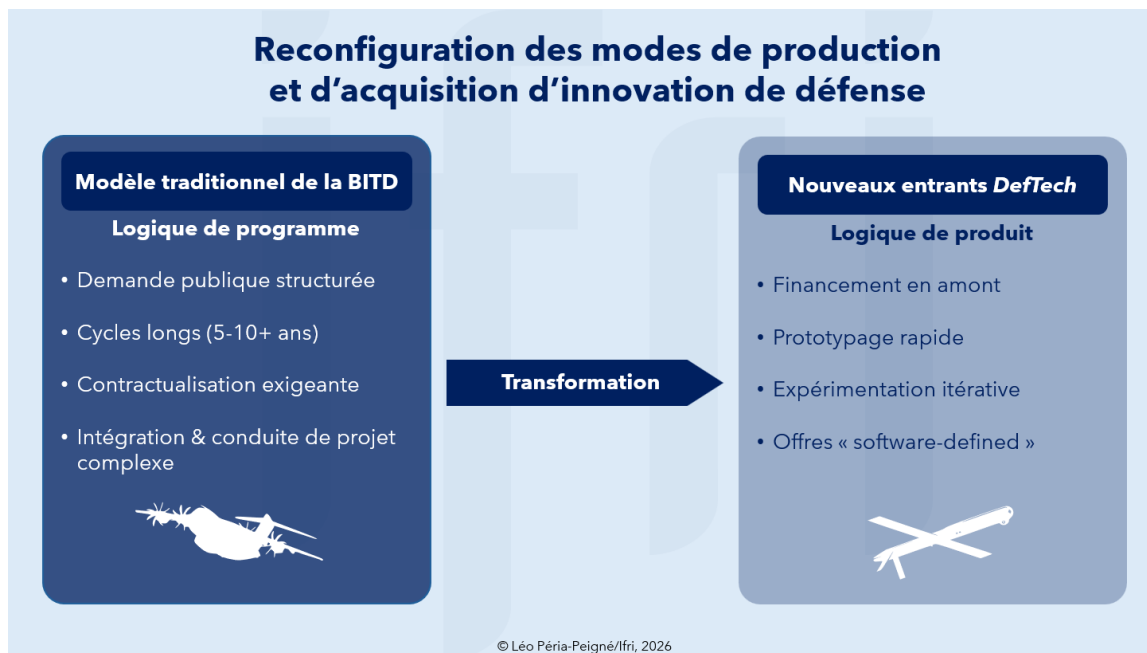 Reconfiguration des modes de production
et d’acquisition d’innovation de défense
Modèle traditionnel de la BITD
Logique de programme
• Demande publique structurée
• Cycles longs (5-10+ ans)
• Contractualisation exigeante
• Intégration & conduite de projet
complexe
Transformation
Nouveaux entrants DefTech
Logique de produit
• Financement en amont
• Prototypage rapide
• Expérimentation itérative
• Offres « software-defined »
© Léo Péria-Peigné/Ifri, 2026
ifri